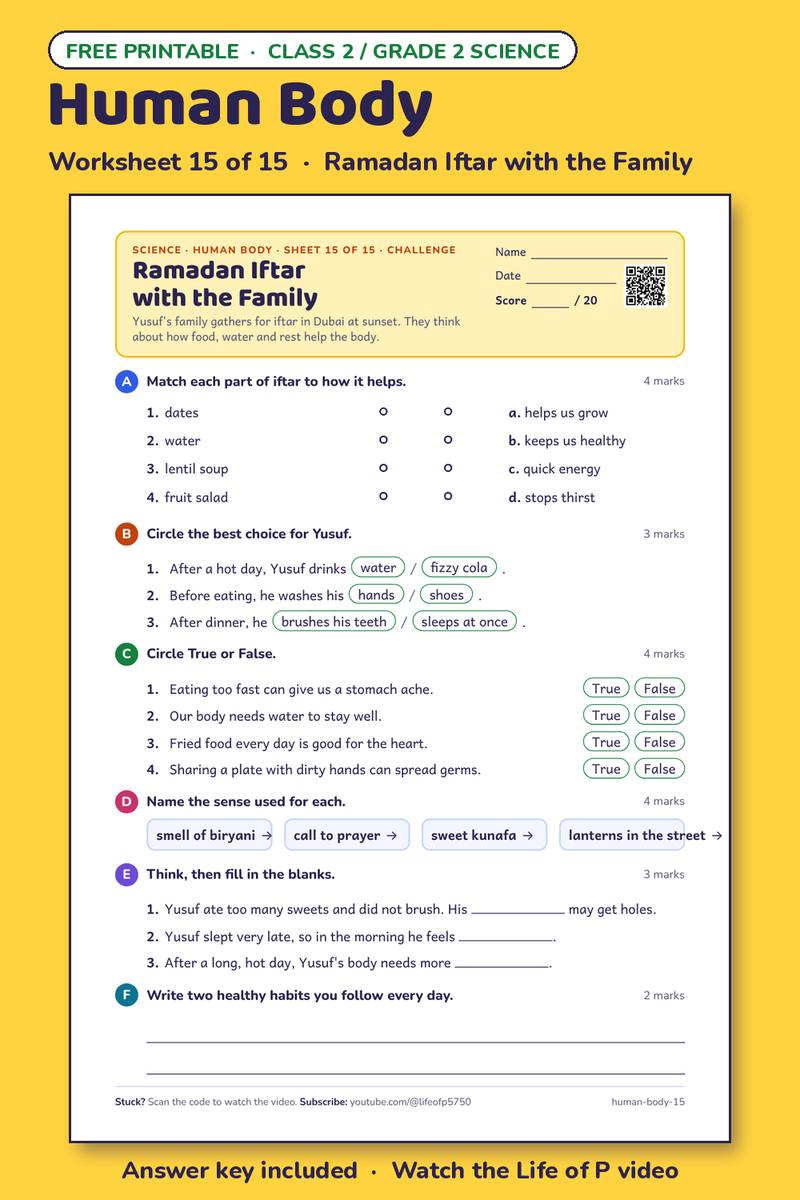 FREE PRINTABLE · CLASS 2 / GRADE 2 SCIENCE
Human Body
Worksheet 15 of 15 · Ramadan Iftar with the Family
SCIENCE · HUMAN BODY · SHEET 15 OF 15 · CHALLENGE
Ramadan Iftar
with the Family
Yusuf's family gathers for iftar in Dubai at sunset. They think
about how food, water and rest help the body.
Name
Date
Score / 20
A Match each part of iftar to how it helps. 4 marks
1. dates a. helps us grow
2. water b. keeps us healthy
3. lentil soup c. quick energy
4. fruit salad d. stops thirst
B Circle the best choice for Yusuf. 3 marks
1. After a hot day, Yusuf drinks water / fizzy cola .
2. Before eating, he washes his hands / shoes .
3. After dinner, he brushes his teeth / sleeps at once .
C Circle True or False. 4 marks
1. Eating too fast can give us a stomach ache. True False
2. Our body needs water to stay well. True False
3. Fried food every day is good for the heart. True False
4. Sharing a plate with dirty hands can spread germs. True False
D Name the sense used for each. 4 marks
smell of biryani → call to prayer → sweet kunafa → lanterns in the street →
E Think, then fill in the blanks. 3 marks
1. Yusuf ate too many sweets and did not brush. His ____ may get holes.
2. Yusuf slept very late, so in the morning he feels ____.
3. After a long, hot day, Yusuf's body needs more ____.
F Write two healthy habits you follow every day. 2 marks
Stuck? Scan the code to watch the video. Subscribe: youtube.com/@lifeofp5750 human-body-15
Answer key included · Watch the Life of P video